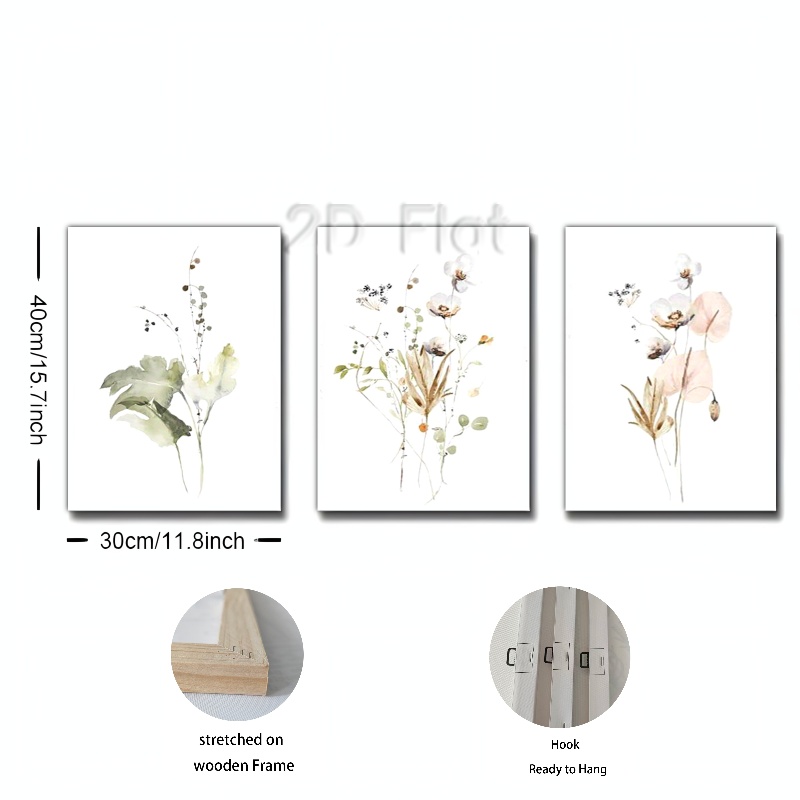 2D Flat
40cm/15.7inch
30cm/11.8inch
stretched on
wooden Frame
Hook
Ready to Hang